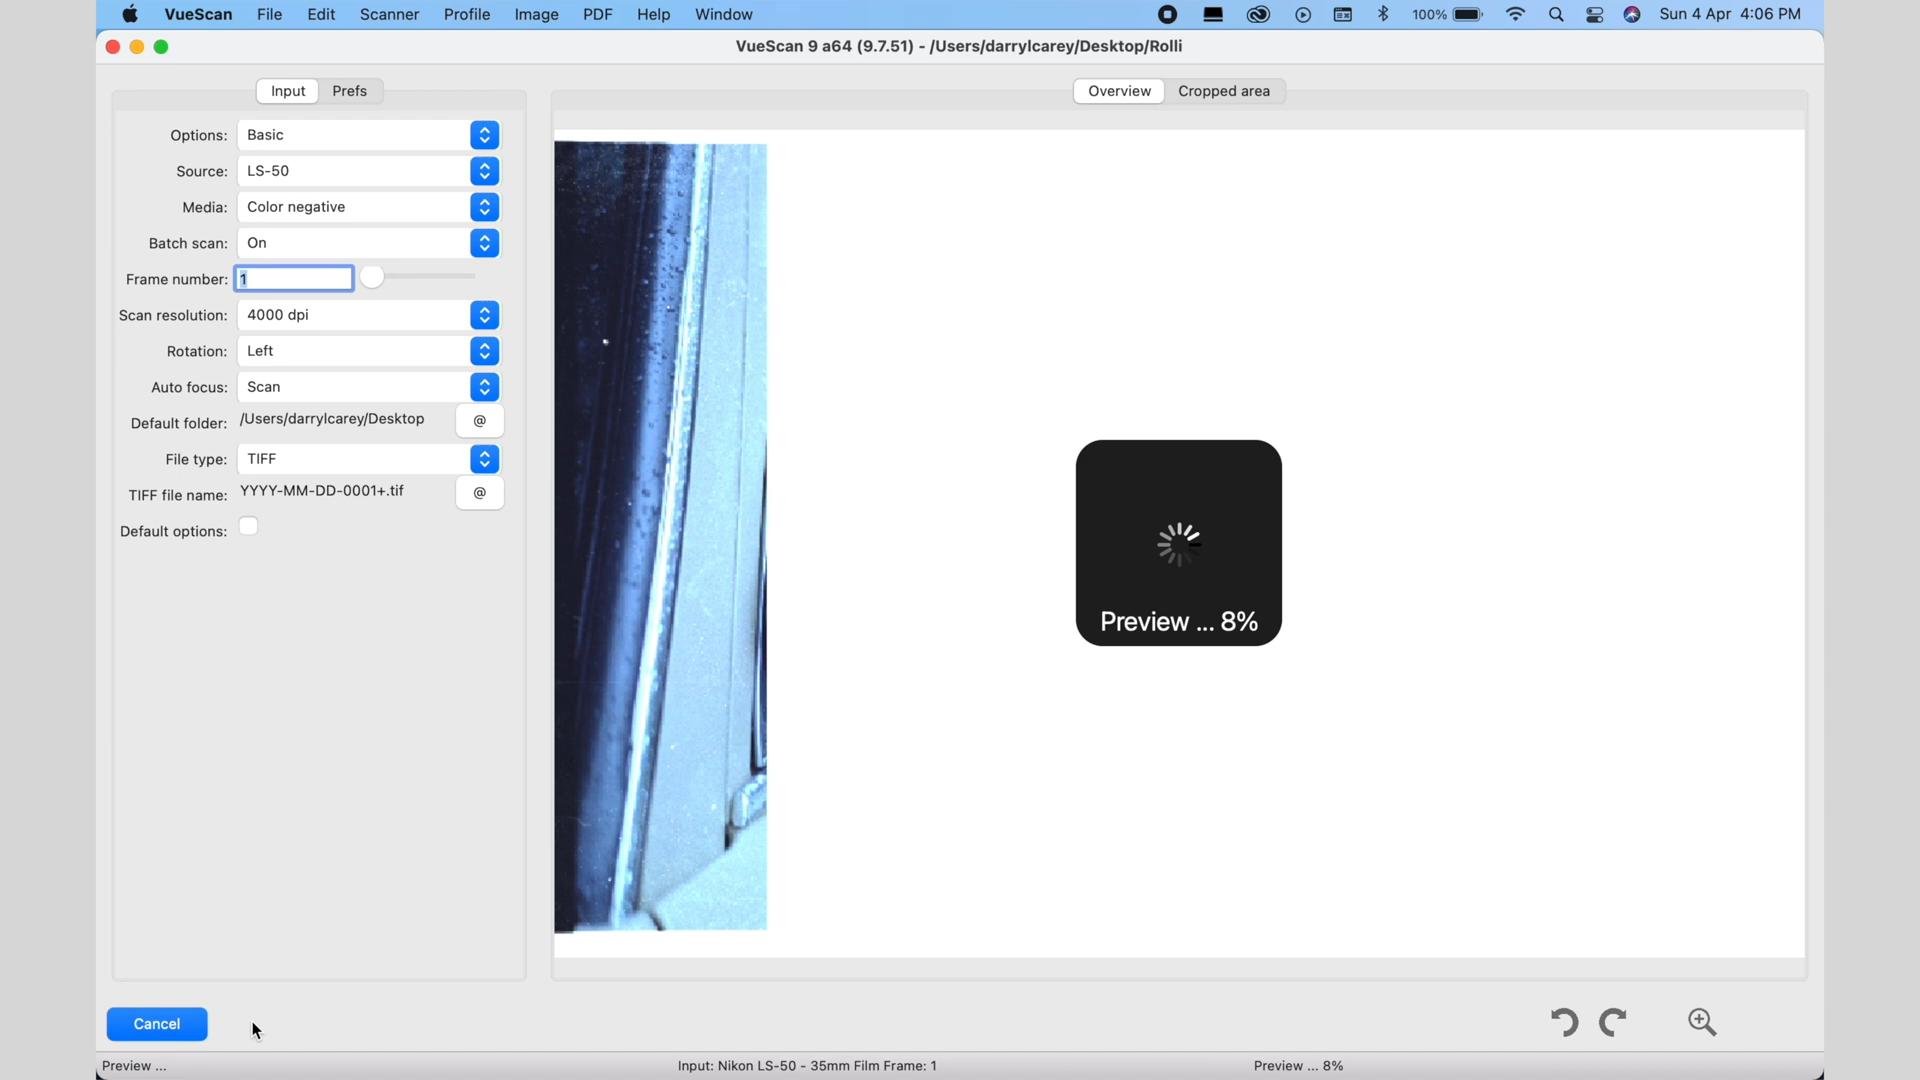 VueScan File Edit Scanner Profile Image PDF Help Window 100% Sun 4 Apr 4:06 PM
VueScan 9 a64 (9.7.51) - /Users/darrylcarey/Desktop/Rolli
Input Prefs
Overview Cropped area
Options: Basic
Source: LS-50
Media: Color negative
Batch scan: On
Frame number: 1
Scan resolution: 4000 dpi
Rotation: Left
Auto focus: Scan
Default folder: /Users/darrylcarey/Desktop @
File type: TIFF
TIFF file name: YYYY-MM-DD-0001+.tif @
Default options:
Preview ... 8%
Cancel
Preview ... Input: Nikon LS-50 - 35mm Film Frame: 1 Preview ... 8%